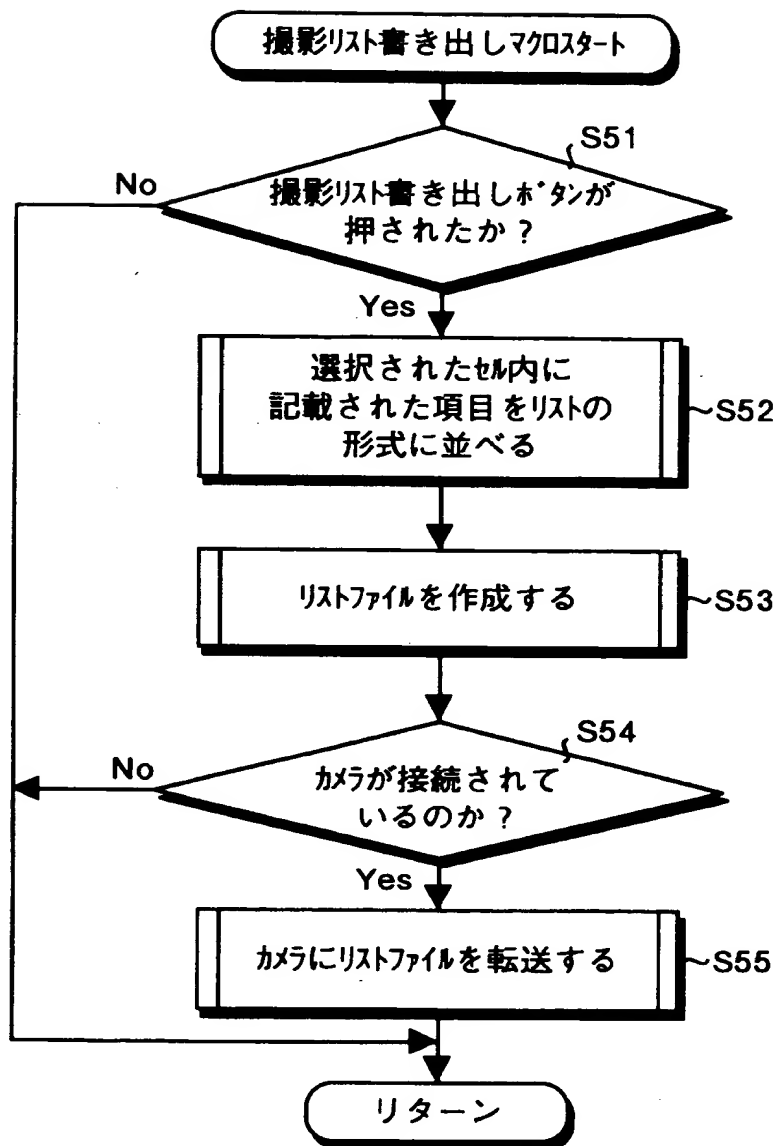 撮影リスト書き出しマクロスタート
S51
No
撮影リスト書き出しボタンが
押されたか?
Yes
選択されたセル内に
記載された項目をリストの
形式に並べる
~S52
リストファイルを作成する
~S53
S54
No
カメラが接続されて
いるのか?
Yes
カメラにリストファイルを転送する
~S55
リターン